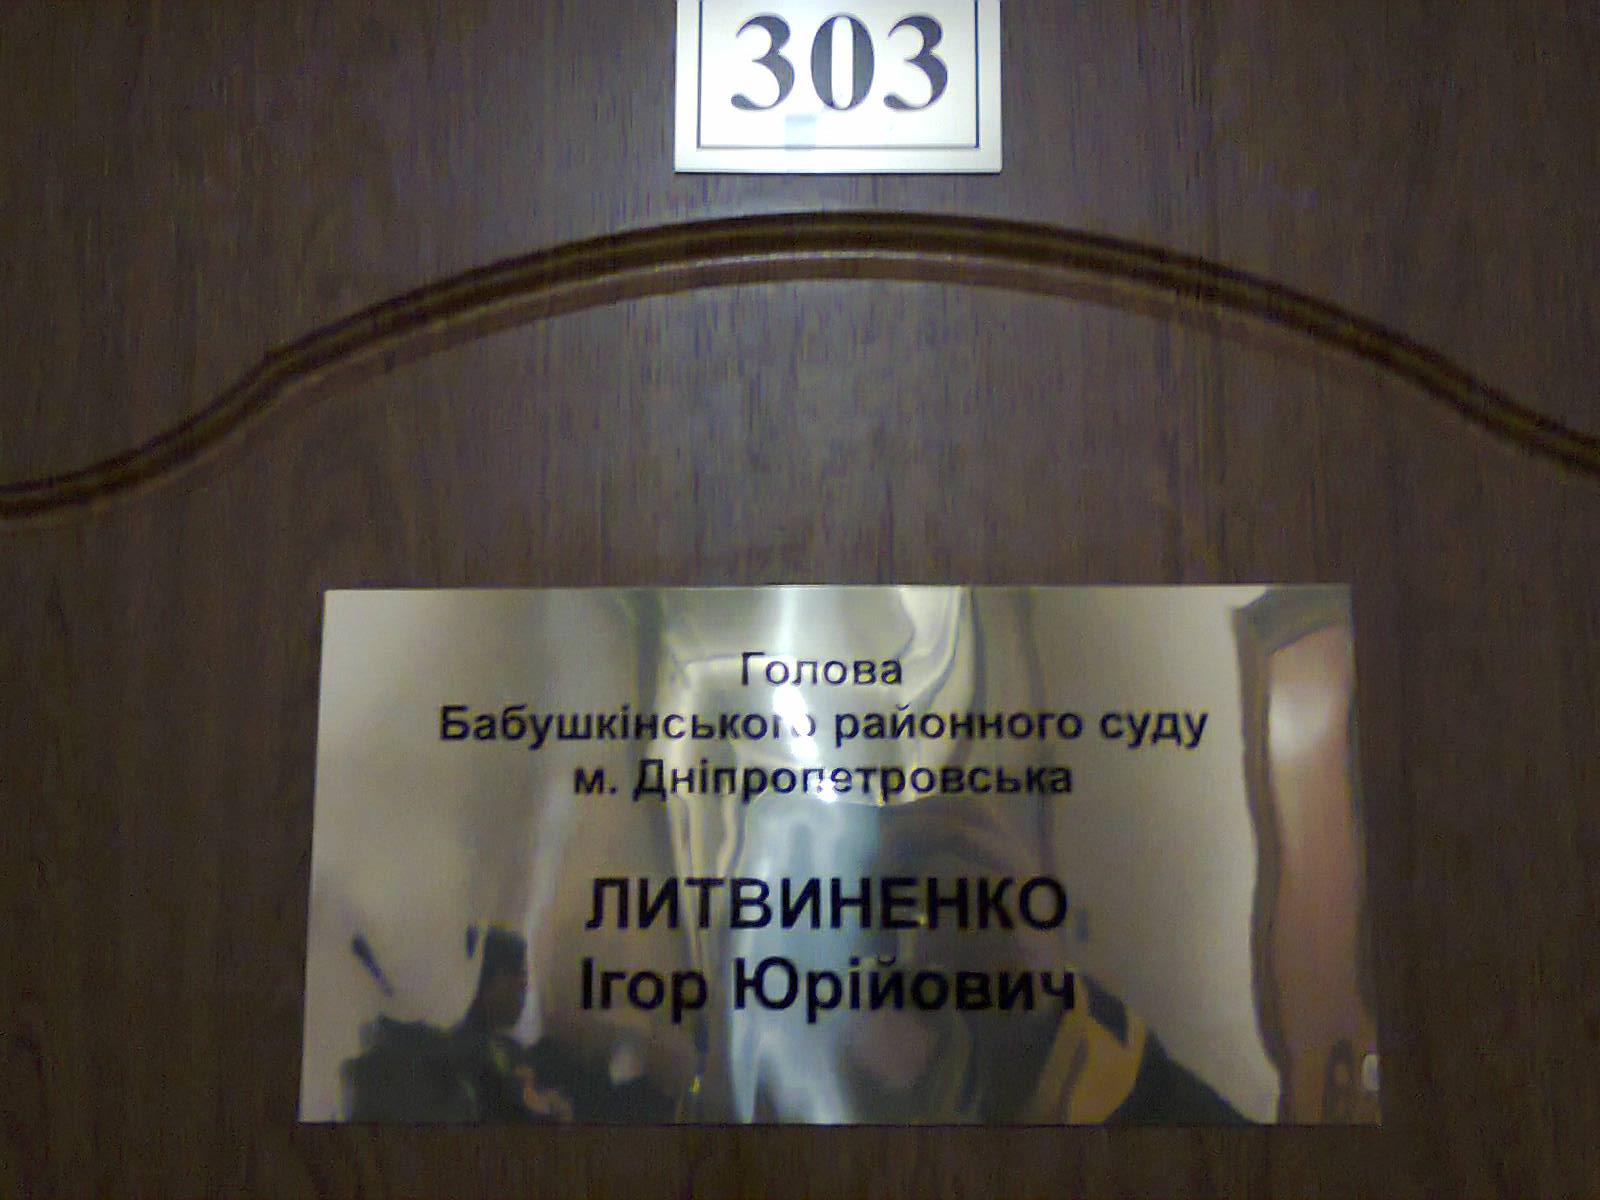 303
Голова
Бабушкінського районного суду
м. Дніпропетровська
ЛИТВИНЕНКО
Ігор Юрійович